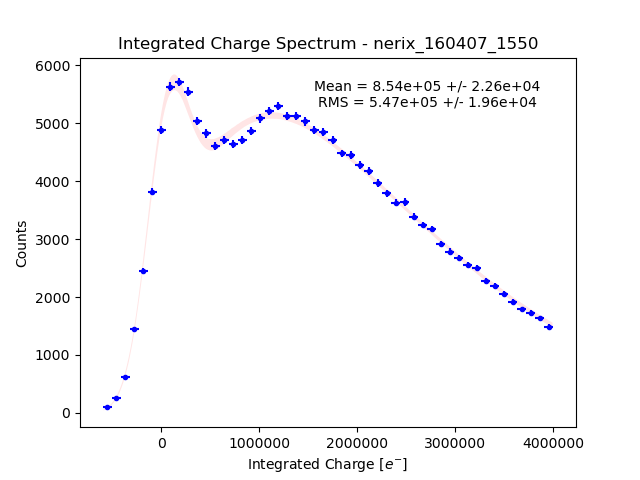 Integrated Charge Spectrum - nerix_160407_1550
Mean = 8.54e+05 +/- 2.26e+04
RMS = 5.47e+05 +/- 1.96e+04
6000
5000
4000
3000
2000
1000
0
Counts
0 1000000 2000000 3000000 4000000
Integrated Charge [e⁻]